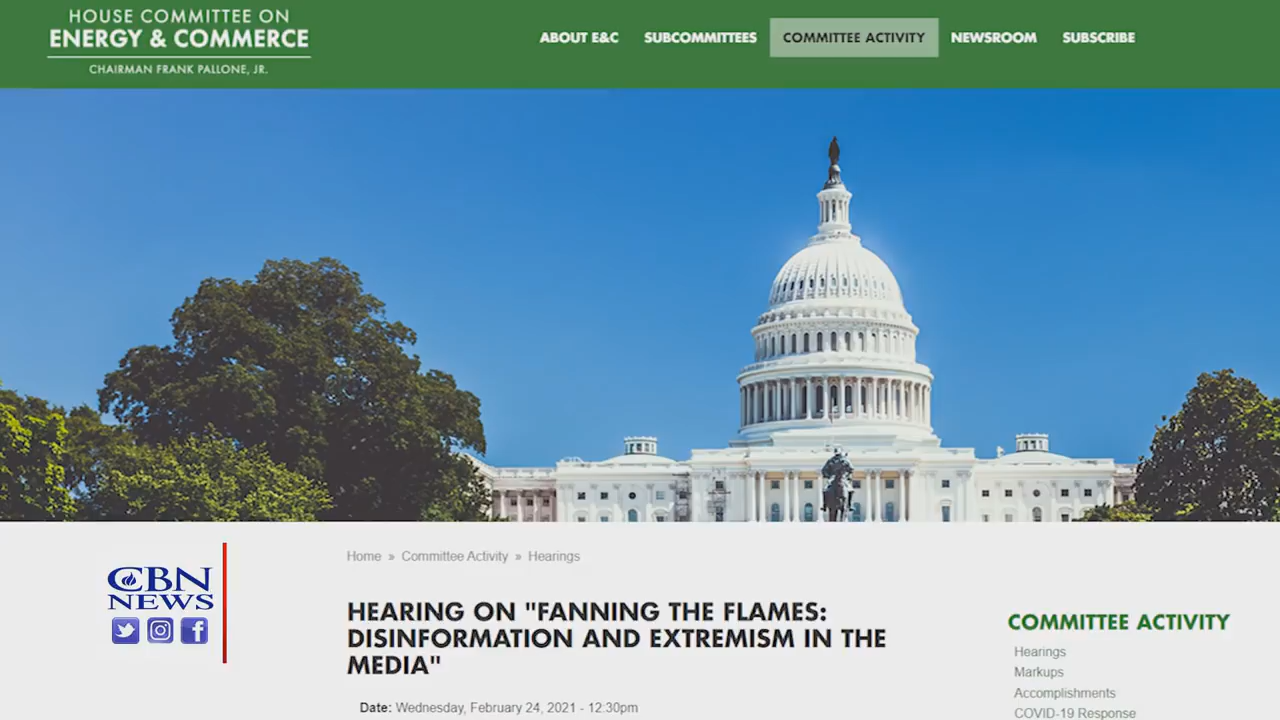 HOUSE COMMITTEE ON
ENERGY & COMMERCE
CHAIRMAN FRANK PALLONE, JR.
ABOUT E&C SUBCOMMITTEES COMMITTEE ACTIVITY NEWSROOM SUBSCRIBE
CBN
NEWS
Home » Committee Activity » Hearings
HEARING ON "FANNING THE FLAMES:
DISINFORMATION AND EXTREMISM IN THE
MEDIA"
Date: Wednesday, February 24, 2021 - 12:30pm
COMMITTEE ACTIVITY
Hearings
Markups
Accomplishments
COVID-19 Response